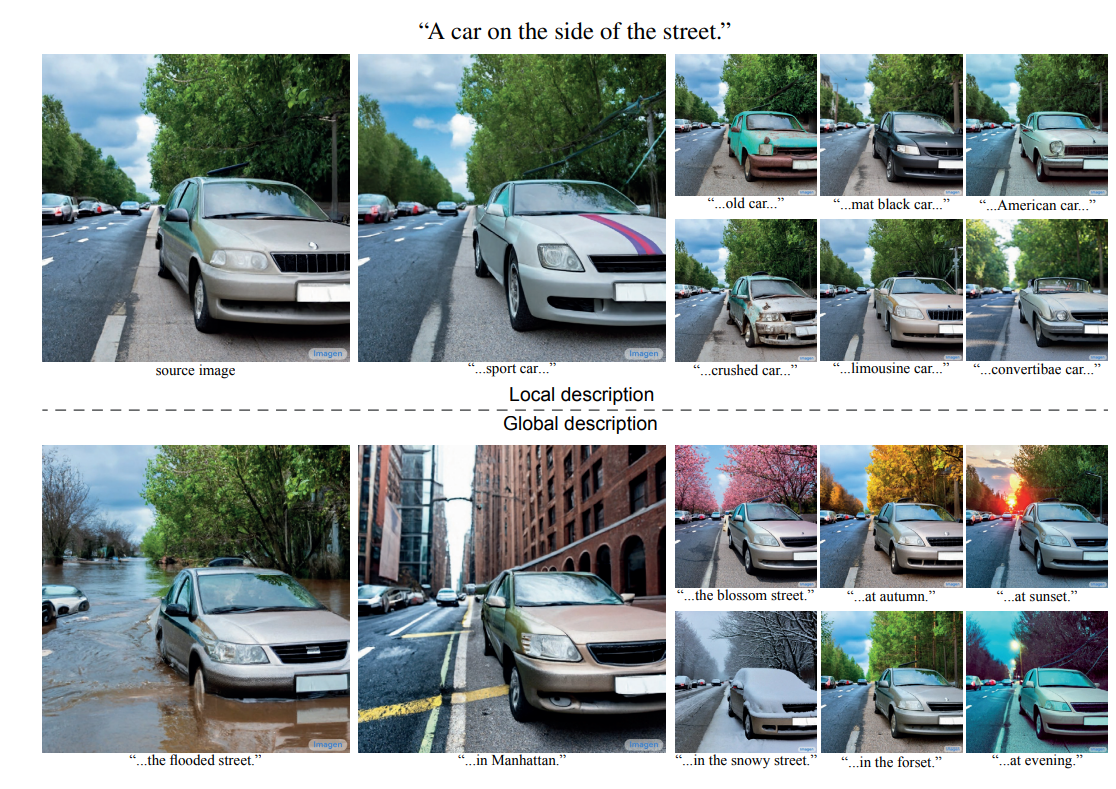 “A car on the side of the street.”
Imagen
Imagen
source image
“...sport car...”
“...old car...”
“...mat black car...”
“...American car...”
“...crushed car...”
“...limousine car...”
“...convertibae car...”
Local description
Global description
Imagen
Imagen
“...the flooded street.”
“...in Manhattan.”
“...the blossom street.”
“...at autumn.”
“...at sunset.”
“...in the snowy street.”
“...in the forset.”
“...at evening.”